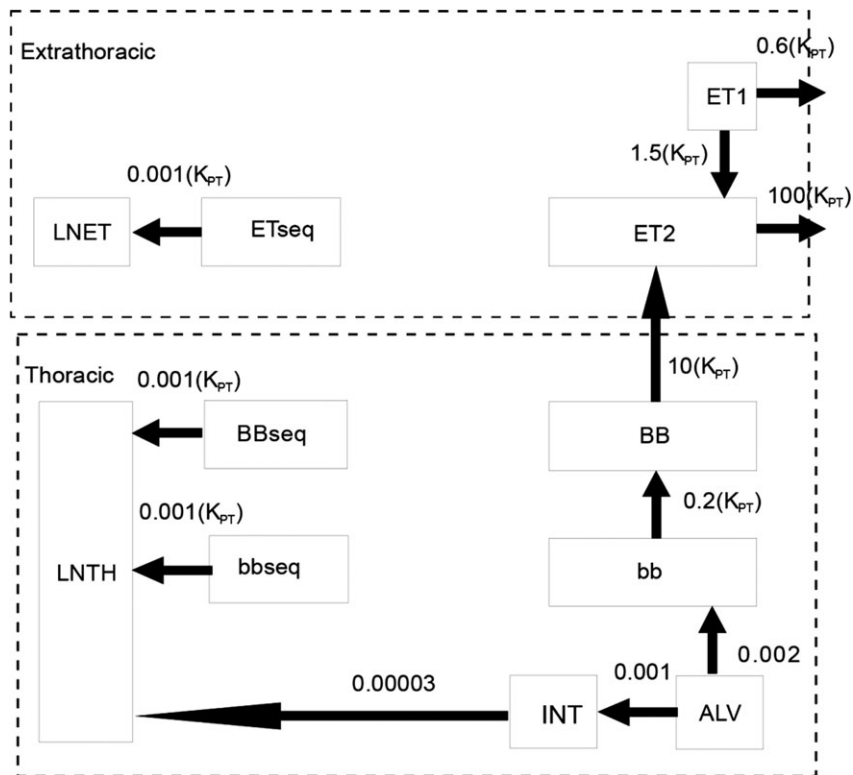 Extrathoracic
0.6(KPT)
ET1
1.5(KPT)
0.001(KPT)
100(KPT)
LNET
ETseq
ET2
Thoracic
0.001(KPT)
10(KPT)
BBseq
BB
0.001(KPT)
0.2(KPT)
LNTH
bbseq
bb
0.00003
0.001
0.002
INT
ALV